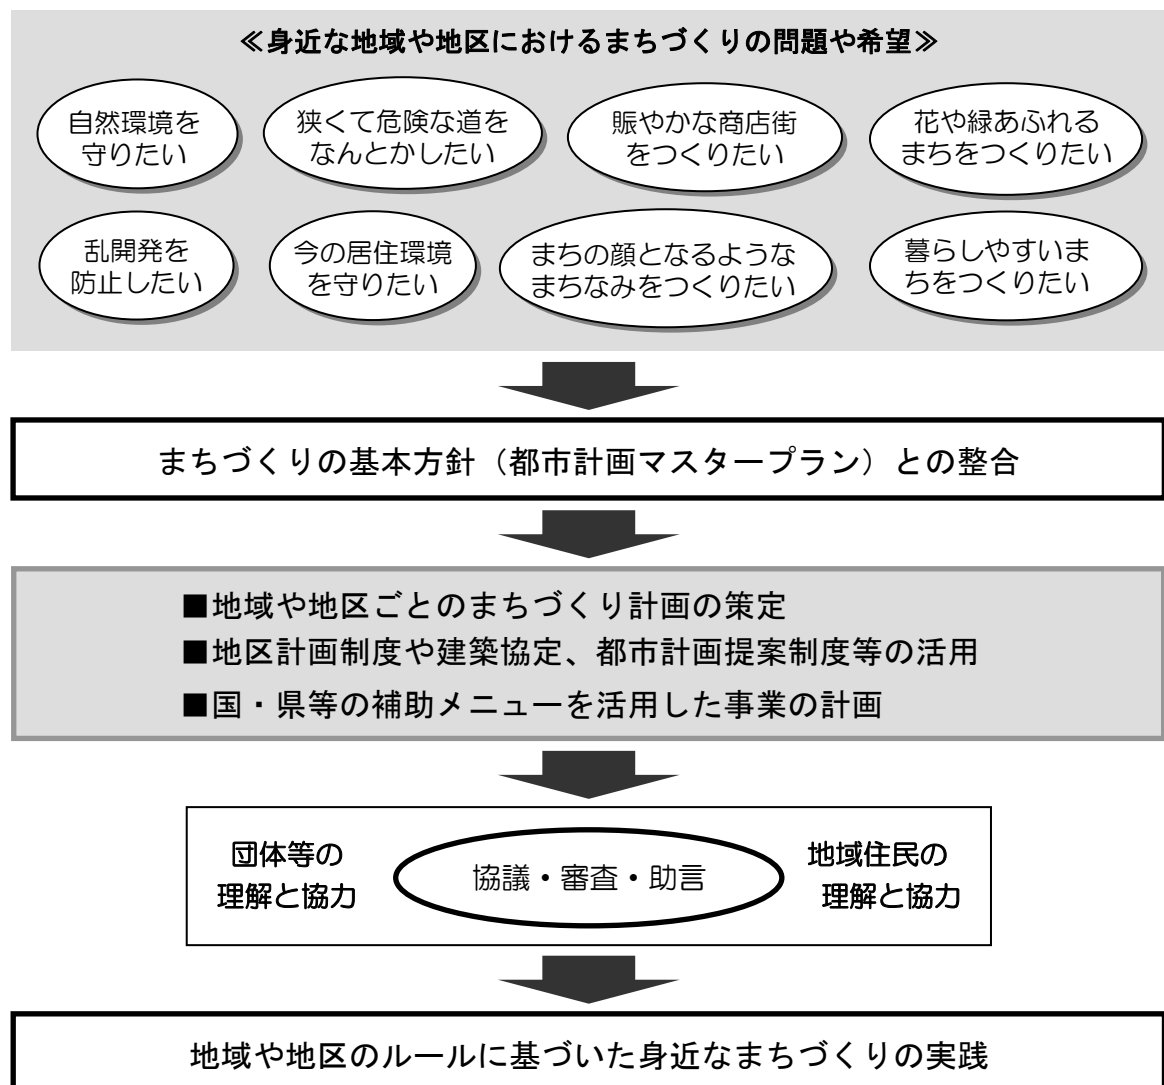 ≪身近な地域や地区におけるまちづくりの問題や希望≫
自然環境を
守りたい
狭くて危険な道を
なんとかしたい
賑やかな商店街
をつくりたい
花や緑あふれる
まちをつくりたい
乱開発を
防止したい
今の居住環境
を守りたい
まちの顔となるような
まちなみをつくりたい
暮らしやすいま
ちをつくりたい
まちづくりの基本方針（都市計画マスタープラン）との整合
■地域や地区ごとのまちづくり計画の策定
■地区計画制度や建築協定、都市計画提案制度等の活用
■国・県等の補助メニューを活用した事業の計画
団体等の
理解と協力
協議・審査・助言
地域住民の
理解と協力
地域や地区のルールに基づいた身近なまちづくりの実践